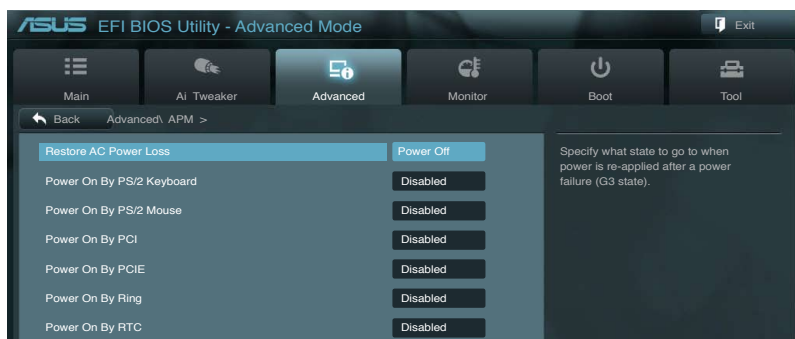 ASUS EFI BIOS Utility - Advanced Mode
Exit
Main
Ai Tweaker
Advanced
Monitor
Boot
Tool
Back
Advanced\ APM >
Restore AC Power Loss
Power Off
Power On By PS/2 Keyboard
Disabled
Power On By PS/2 Mouse
Disabled
Power On By PCI
Disabled
Power On By PCIE
Disabled
Power On By Ring
Disabled
Power On By RTC
Disabled
Specify what state to go to when
power is re-applied after a power
failure (G3 state).